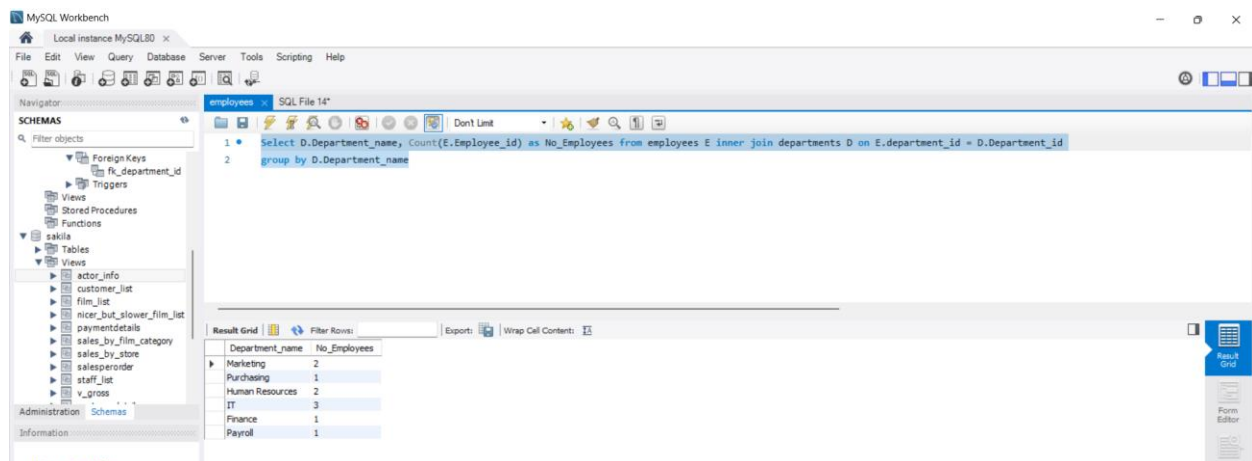 MySQL Workbench
Local instance MySQL80
File Edit View Query Database Server Tools Scripting Help
Navigator
SCHEMAS
Filter objects
Foreign Keys
fk_department_id
Triggers
Views
Stored Procedures
Functions
sakila
Tables
Views
actor_info
customer_list
film_list
nicer_but_slower_film_list
paymentdetails
sales_by_film_category
sales_by_store
salesperorder
staff_list
v_gross
Administration Schemas
Information
employees SQL File 14*
Don't Limit
1 Select D.Department_name, Count(E.Employee_id) as No_Employees from employees E inner join departments D on E.department_id = D.Department_id
2 group by D.Department_name
Result Grid Filter Rows: Export: Wrap Cell Content:
Department_name No_Employees
Marketing 2
Purchasing 1
Human Resources 2
IT 3
Finance 1
Payroll 1
Result
Grid
Form
Editor